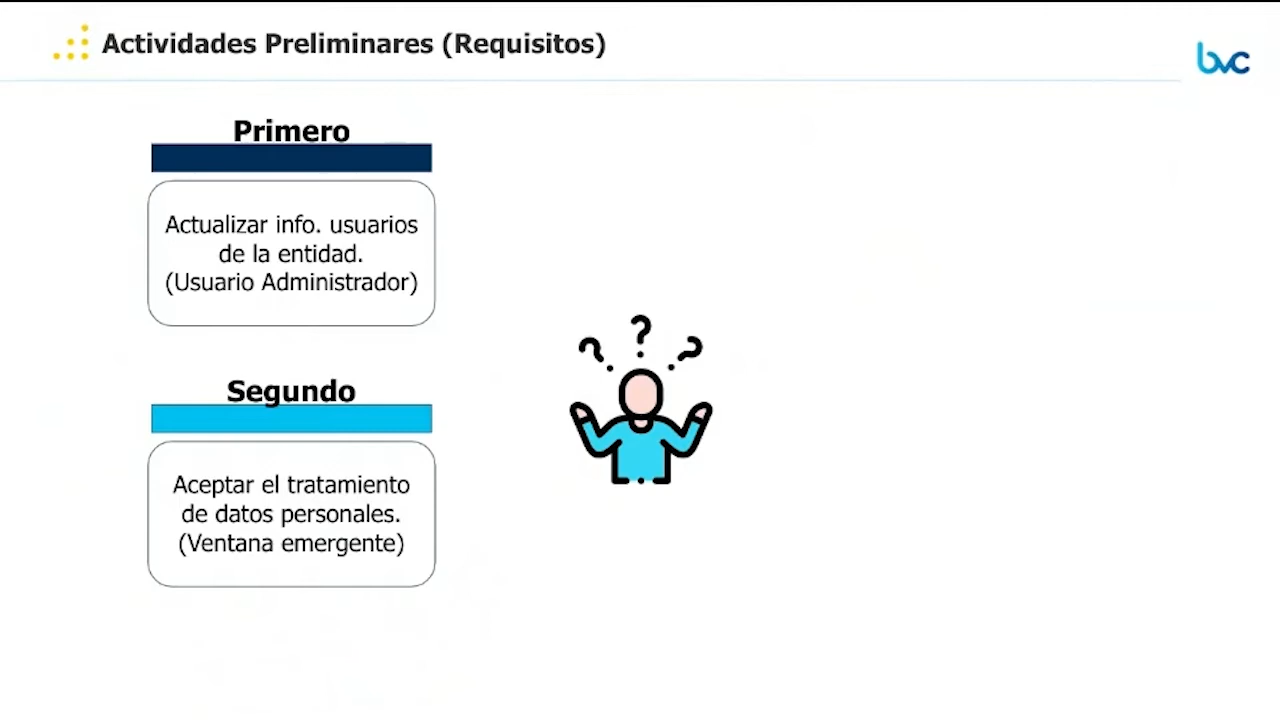 Actividades Preliminares (Requisitos)
bvc
Primero
Actualizar info. usuarios
de la entidad.
(Usuario Administrador)
Segundo
Aceptar el tratamiento
de datos personales.
(Ventana emergente)
? ? ?